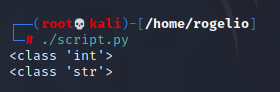 ┌──(root💀kali)-[/home/rogelio]
└─# ./script.py
<class 'int'>
<class 'str'>